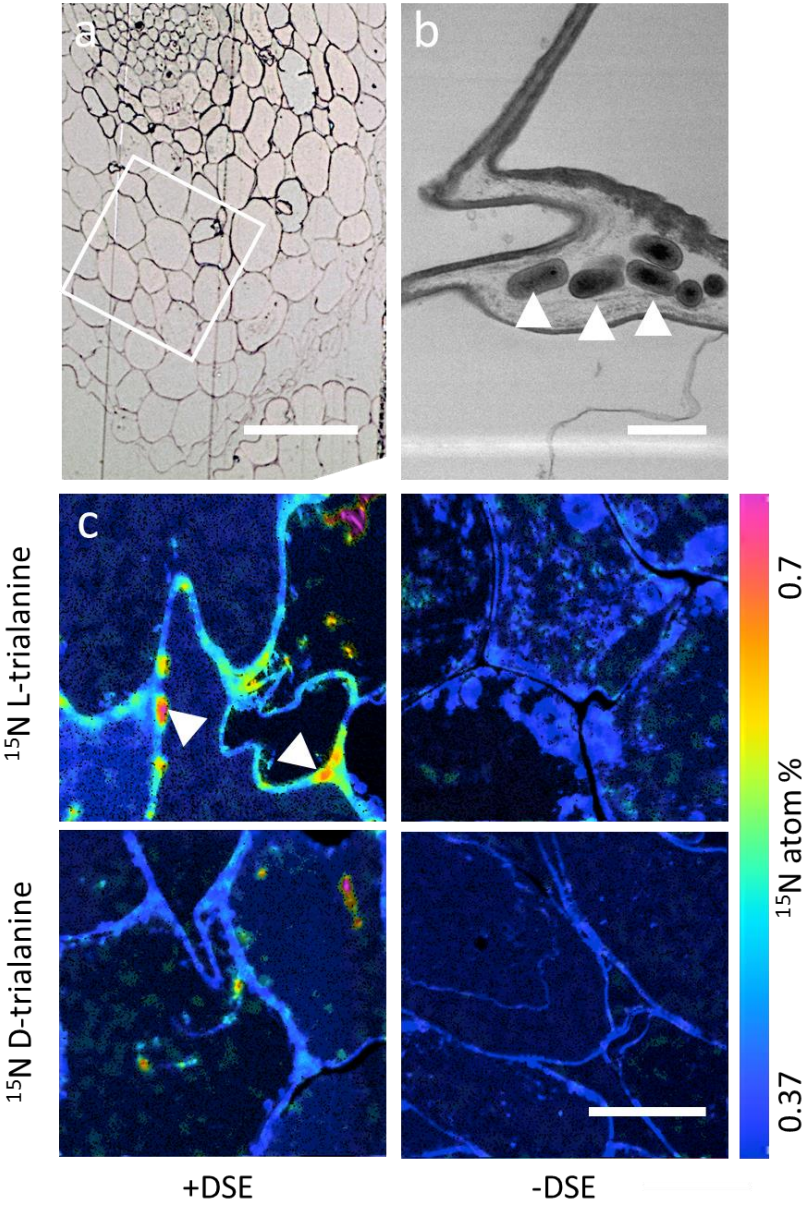 a
b
c
¹⁵N L-trialanine
0.7
¹⁵N atom %
¹⁵N D-trialanine
0.37
+DSE
-DSE